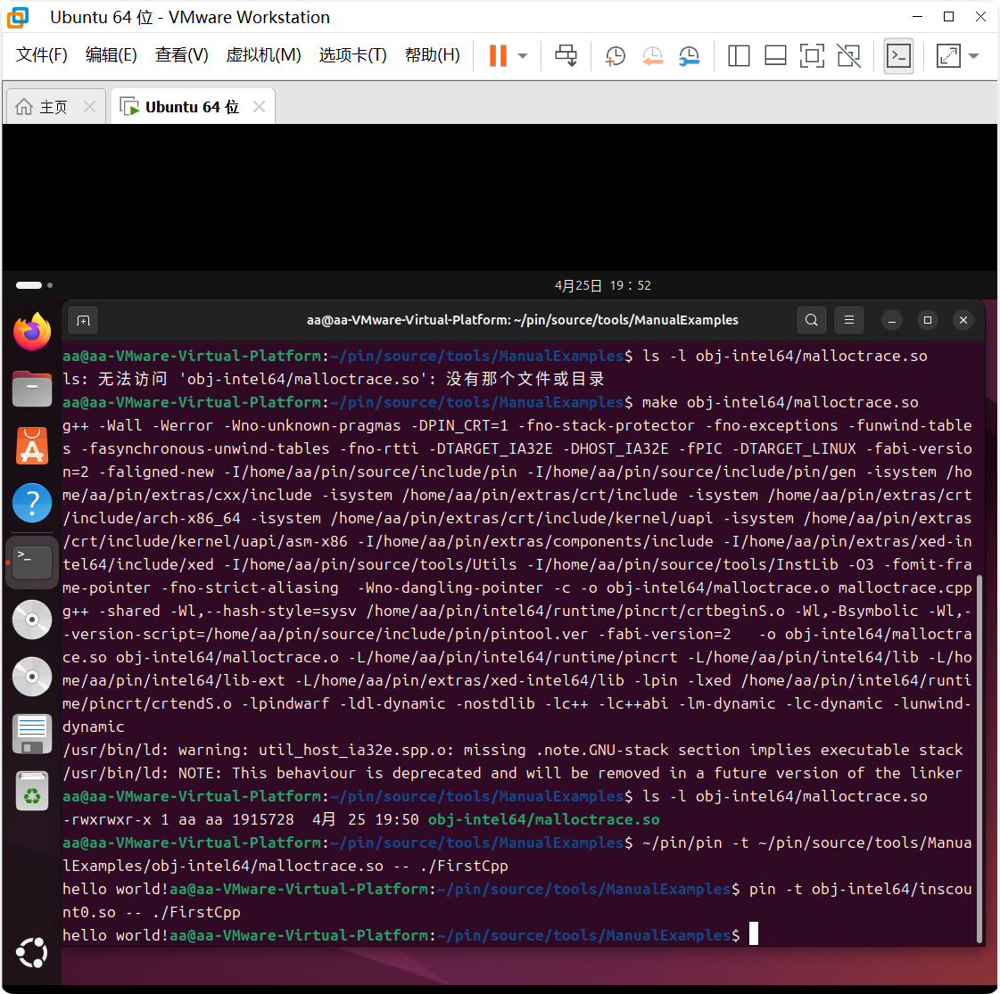 Ubuntu 64 位 - VMware Workstation
文件(F) 编辑(E) 查看(V) 虚拟机(M) 选项卡(T) 帮助(H)
主页 Ubuntu 64 位
4月25日 19：52
aa@aa-VMware-Virtual-Platform: ~/pin/source/tools/ManualExamples
aa@aa-VMware-Virtual-Platform:~/pin/source/tools/ManualExamples$ ls -l obj-intel64/malloctrace.so
ls: 无法访问 'obj-intel64/malloctrace.so': 没有那个文件或目录
aa@aa-VMware-Virtual-Platform:~/pin/source/tools/ManualExamples$ make obj-intel64/malloctrace.so
g++ -Wall -Werror -Wno-unknown-pragmas -DPIN_CRT=1 -fno-stack-protector -fno-exceptions -funwind-table
s -fasynchronous-unwind-tables -fno-rtti -DTARGET_IA32E -DHOST_IA32E -fPIC -DTARGET_LINUX -fabi-versio
n=2 -faligned-new -I/home/aa/pin/source/include/pin -I/home/aa/pin/source/include/pin/gen -isystem /ho
me/aa/pin/extras/cxx/include -isystem /home/aa/pin/extras/crt/include -isystem /home/aa/pin/extras/crt
/include/arch-x86_64 -isystem /home/aa/pin/extras/crt/include/kernel/uapi -isystem /home/aa/pin/extras
/crt/include/kernel/uapi/asm-x86 -I/home/aa/pin/extras/components/include -I/home/aa/pin/extras/xed-in
tel64/include/xed -I/home/aa/pin/source/tools/Utils -I/home/aa/pin/source/tools/InstLib -O3 -fomit-fra
me-pointer -fno-strict-aliasing  -Wno-dangling-pointer -c -o obj-intel64/malloctrace.o malloctrace.cpp
g++ -shared -Wl,--hash-style=sysv /home/aa/pin/intel64/runtime/pincrt/crtbeginS.o -Wl,-Bsymbolic -Wl,-
-version-script=/home/aa/pin/source/include/pin/pintool.ver -fabi-version=2   -o obj-intel64/malloctra
ce.so obj-intel64/malloctrace.o -L/home/aa/pin/intel64/runtime/pincrt -L/home/aa/pin/intel64/lib -L/ho
me/aa/pin/intel64/lib-ext -L/home/aa/pin/extras/xed-intel64/lib -lpin -lxed /home/aa/pin/intel64/runti
me/pincrt/crtendS.o -lpindwarf -ldl-dynamic -nostdlib -lc++ -lc++abi -lm-dynamic -lc-dynamic -lunwind-
dynamic
/usr/bin/ld: warning: util_host_ia32e.spp.o: missing .note.GNU-stack section implies executable stack
/usr/bin/ld: NOTE: This behaviour is deprecated and will be removed in a future version of the linker
aa@aa-VMware-Virtual-Platform:~/pin/source/tools/ManualExamples$ ls -l obj-intel64/malloctrace.so
-rwxrwxr-x 1 aa aa 1915728  4月 25 19:50 obj-intel64/malloctrace.so
aa@aa-VMware-Virtual-Platform:~/pin/source/tools/ManualExamples$ ~/pin/pin -t ~/pin/source/tools/Manua
lExamples/obj-intel64/malloctrace.so -- ./FirstCpp
hello world!aa@aa-VMware-Virtual-Platform:~/pin/source/tools/ManualExamples$ pin -t obj-intel64/inscou
nt0.so -- ./FirstCpp
hello world!aa@aa-VMware-Virtual-Platform:~/pin/source/tools/ManualExamples$